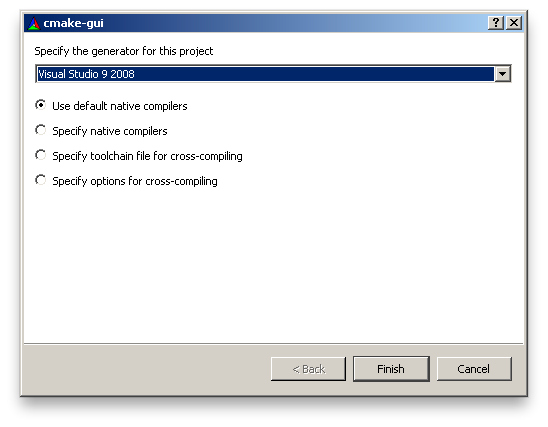 cmake-gui
Specify the generator for this project
Visual Studio 9 2008
Use default native compilers
Specify native compilers
Specify toolchain file for cross-compiling
Specify options for cross-compiling
< Back Finish Cancel